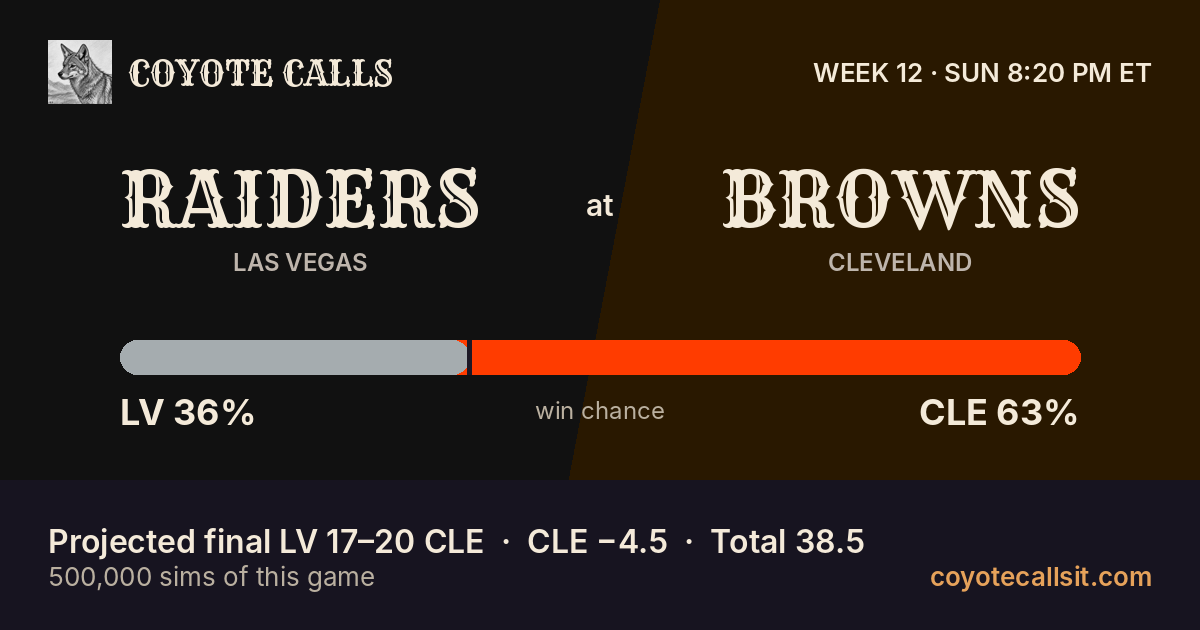 COYOTE CALLS
WEEK 12 · SUN 8:20 PM ET
RAIDERS at BROWNS
LAS VEGAS CLEVELAND
LV 36% win chance CLE 63%
Projected final LV 17–20 CLE · CLE −4.5 · Total 38.5
500,000 sims of this game
coyotecallsit.com